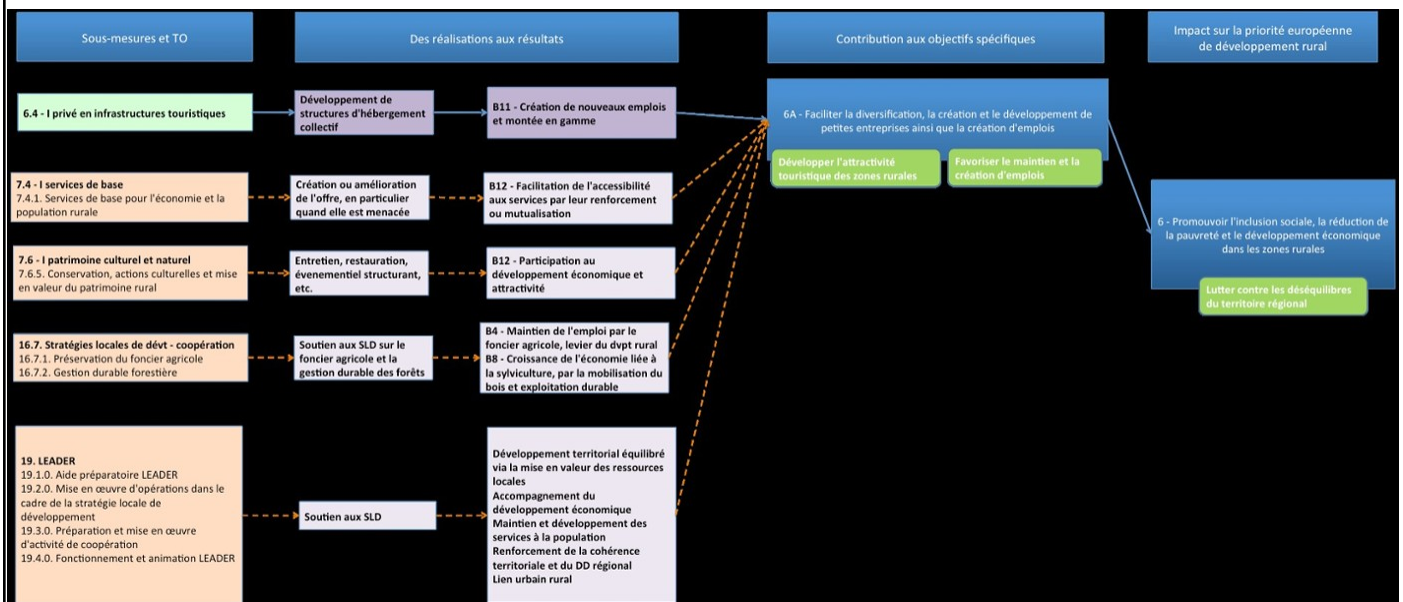 Sous-mesures et TO
Des réalisations aux résultats
Contribution aux objectifs spécifiques
Impact sur la priorité européenne
de développement rural
6.4 - I privé en infrastructures touristiques
Développement de
structures d'hébergement
collectif
B11 - Création de nouveaux emplois
et montée en gamme
6A - Faciliter la diversification, la création et le développement de
petites entreprises ainsi que la création d'emplois
Développer l'attractivité
touristique des zones rurales
Favoriser le maintien et la
création d'emplois
7.4 - I services de base
7.4.1. Services de base pour l'économie et la
population rurale
Création ou amélioration
de l'offre, en particulier
quand elle est menacée
B12 - Facilitation de l'accessibilité
aux services par leur renforcement
ou mutualisation
6 - Promouvoir l'inclusion sociale, la réduction de
la pauvreté et le développement économique
dans les zones rurales
Lutter contre les déséquilibres
du territoire régional
7.6 - I patrimoine culturel et naturel
7.6.5. Conservation, actions culturelles et mise
en valeur du patrimoine rural
Entretien, restauration,
évenementiel structurant,
etc.
B12 - Participation au
développement économique et
attractivité
16.7. Stratégies locales de dévt - coopération
16.7.1. Préservation du foncier agricole
16.7.2. Gestion durable forestière
Soutien aux SLD sur le
foncier agricole et la
gestion durable des forêts
B4 - Maintien de l'emploi par le
foncier agricole, levier du dvpt rural
B8 - Croissance de l'économie liée à
la sylviculture, par la mobilisation du
bois et exploitation durable
19. LEADER
19.1.0. Aide préparatoire LEADER
19.2.0. Mise en œuvre d'opérations dans le
cadre de la stratégie locale de
développement
19.3.0. Préparation et mise en œuvre
d'activité de coopération
19.4.0. Fonctionnement et animation LEADER
Soutien aux SLD
Développement territorial équilibré
via la mise en valeur des ressources
locales
Accompagnement du
développement économique
Maintien et développement des
services à la population
Renforcement de la cohérence
territoriale et du DD régional
Lien urbain rural